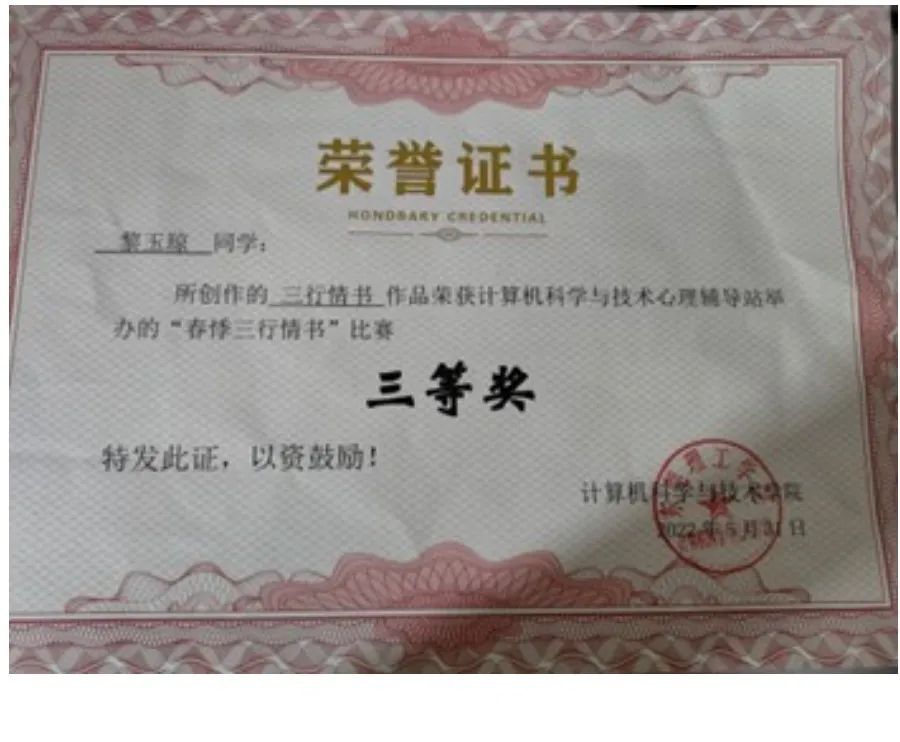 荣誉证书
HONORARY CREDENTIAL
黎玉琼 同学：
所创作的 三行情书 作品荣获计算机科学与技术心理辅导站举
办的“春悸三行情书”比赛
三等奖
特发此证，以资鼓励！
计算机科学与技术学院
2022年5月31日
理工学